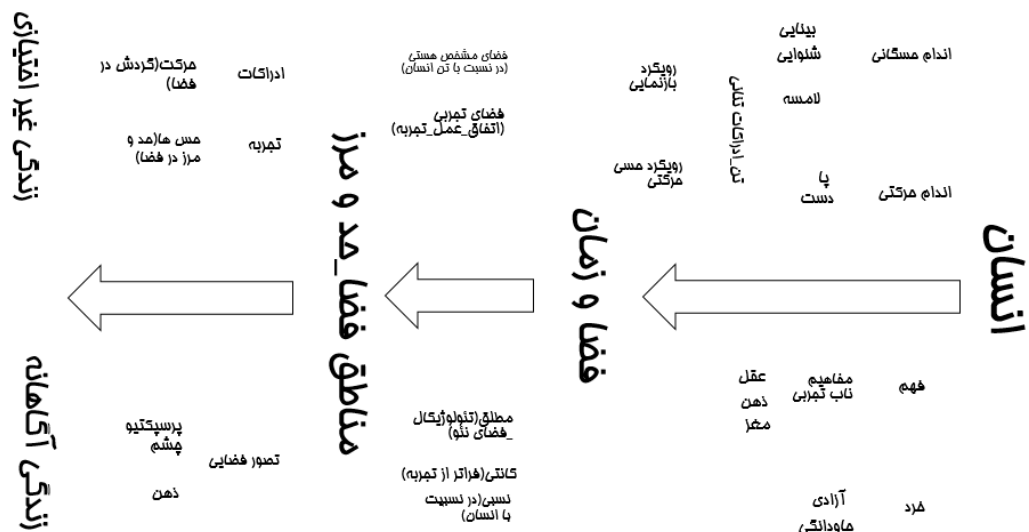 انسان
اندام حسگانی
بینایی
شنوایی
لامسه
اندام حرکتی
پا
دست
تن_ادراکات تنانی
رویکرد
بازنمایی
رویکرد حسی
حرکتی
فهم
مفاهیم
ناب تجربی
عقل
ذهن
مغز
خرد
آزادی
جاودانگی
فضا و زمان
فضای مشخص هستی
(در نسبت با تن انسان)
فضای تجربی
(اتفاق_عمل_تجربه)
مطلق(تئولوژیکال
_فضای نئو)
کانتی(فراتر از تجربه)
نسبی(در نسبیت
با انسان)
مناطق فضا_حد و مرز
ادراکات
حرکت(گردش در
فضا)
تجربه
حس ها(حد و
مرز در فضا)
تصور فضایی
پرسپکتیو
چشم
ذهن
زندگی غیر اختیاری
زندگی آگاهانه